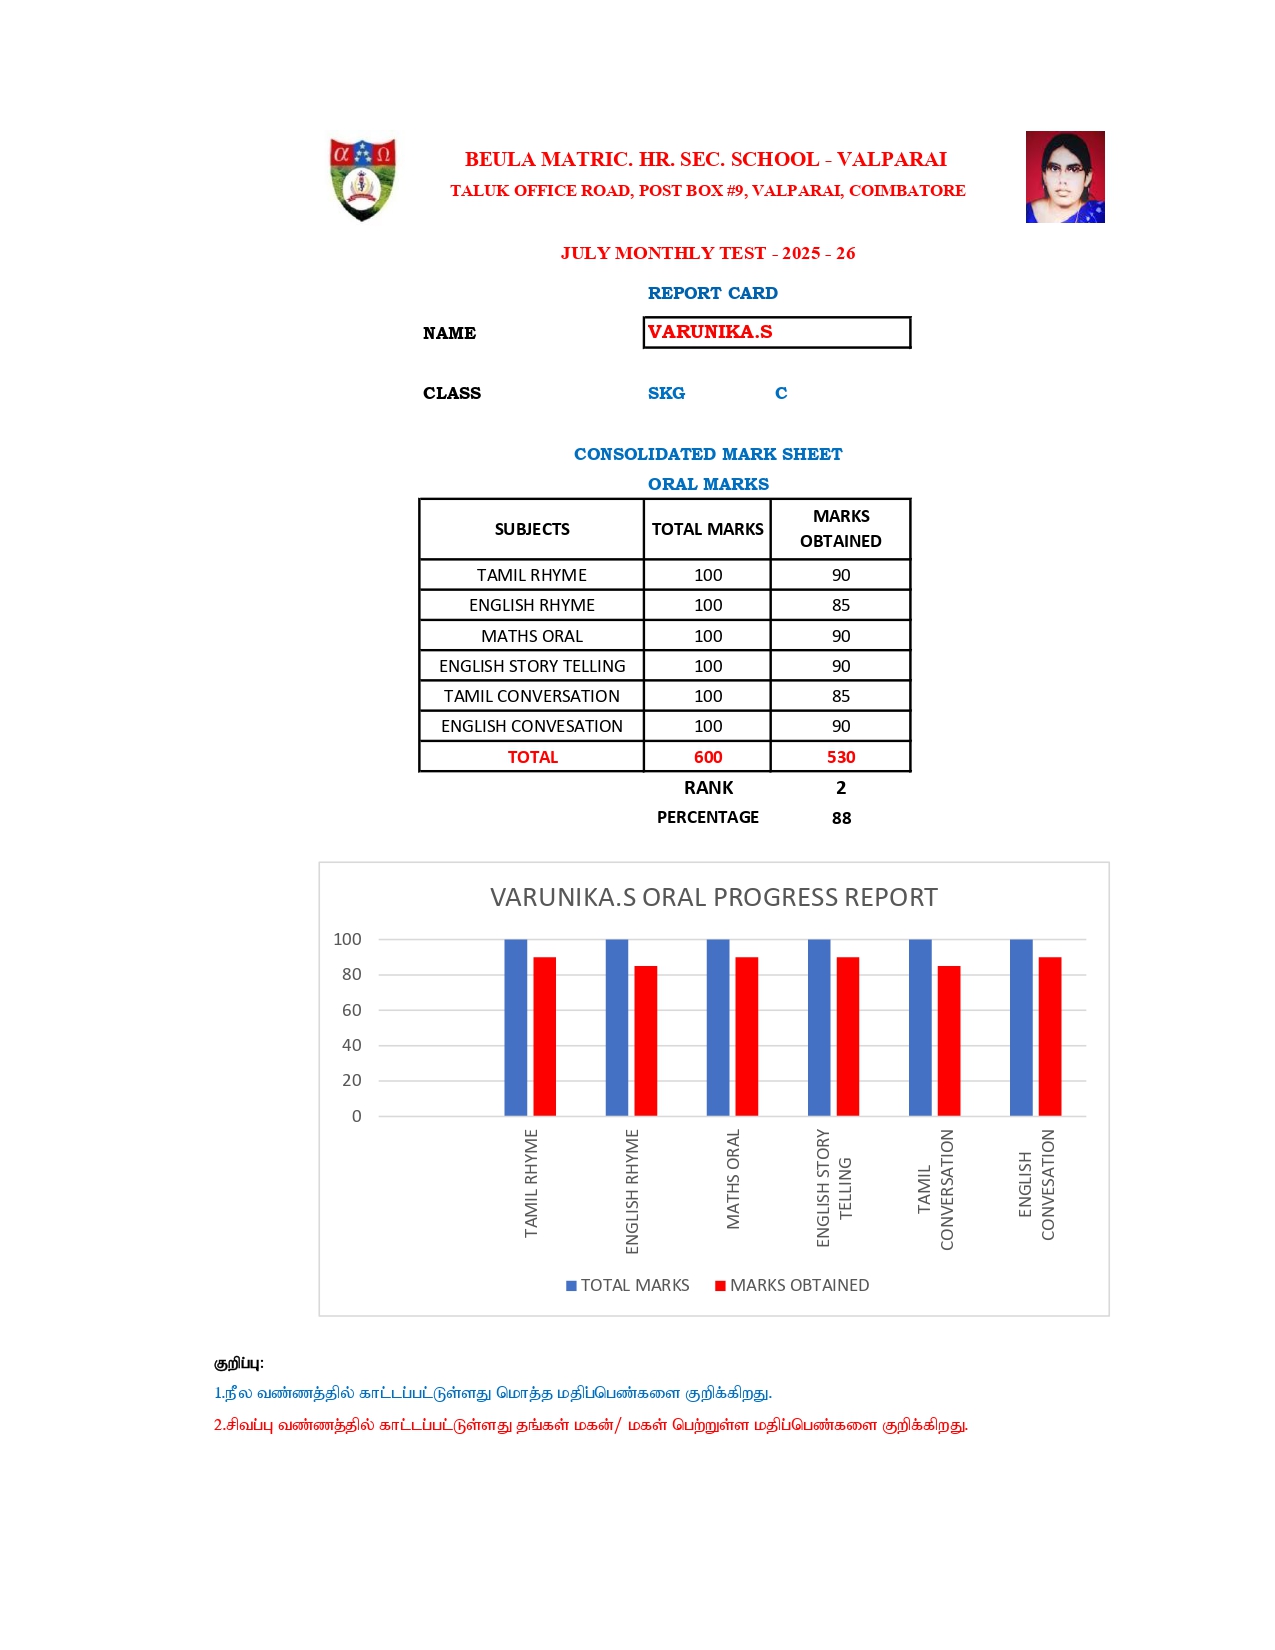 α Ω
BEULA MATRIC. HR. SEC. SCHOOL - VALPARAI
TALUK OFFICE ROAD, POST BOX #9, VALPARAI, COIMBATORE
JULY MONTHLY TEST - 2025 - 26
REPORT CARD
NAME VARUNIKA.S
CLASS SKG C
CONSOLIDATED MARK SHEET
ORAL MARKS
SUBJECTS TOTAL MARKS MARKS OBTAINED
TAMIL RHYME 100 90
ENGLISH RHYME 100 85
MATHS ORAL 100 90
ENGLISH STORY TELLING 100 90
TAMIL CONVERSATION 100 85
ENGLISH CONVESATION 100 90
TOTAL 600 530
RANK 2
PERCENTAGE 88
VARUNIKA.S ORAL PROGRESS REPORT
100
80
60
40
20
0
TAMIL RHYME
ENGLISH RHYME
MATHS ORAL
ENGLISH STORY TELLING
TAMIL CONVERSATION
ENGLISH CONVESATION
TOTAL MARKS MARKS OBTAINED
குறிப்பு:
1.நீல வண்ணத்தில் காட்டப்பட்டுள்ளது மொத்த மதிப்பெண்களை குறிக்கிறது.
2.சிவப்பு வண்ணத்தில் காட்டப்பட்டுள்ளது தங்கள் மகன்/ மகள் பெற்றுள்ள மதிப்பெண்களை குறிக்கிறது.